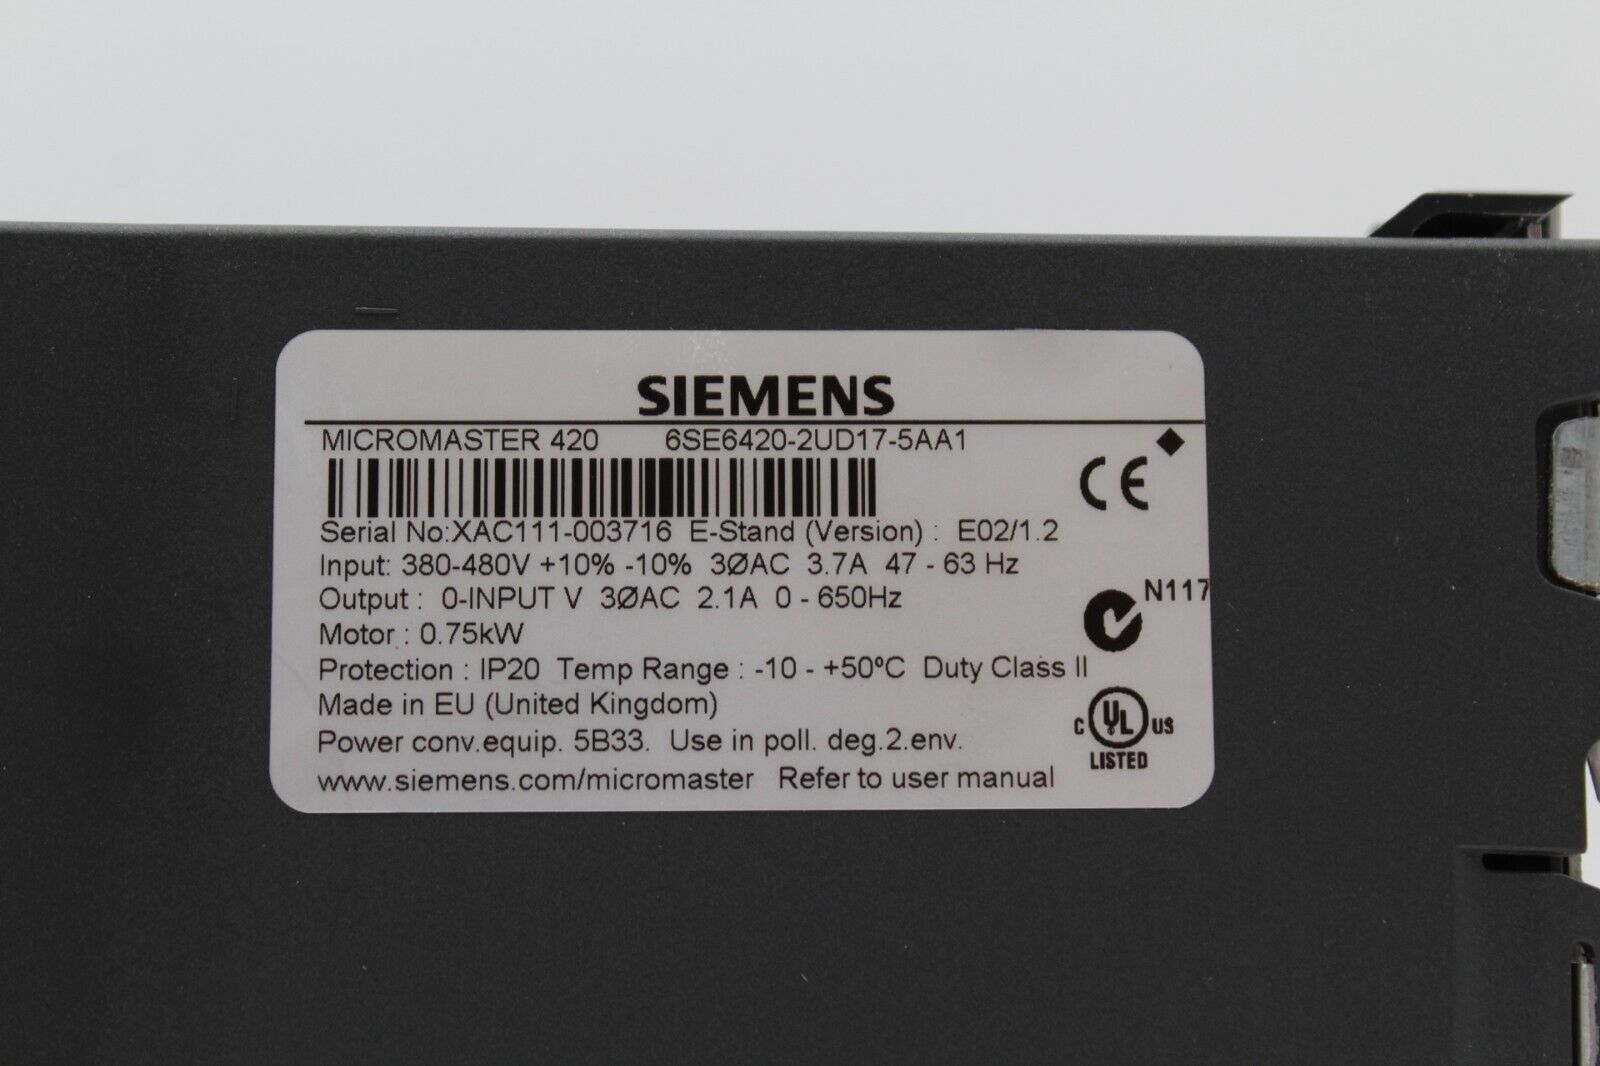 SIEMENS
MICROMASTER 420 6SE6420-2UD17-5AA1
CE
Serial No:XAC111-003716 E-Stand (Version) : E02/1.2
Input: 380-480V +10% -10% 3ØAC 3.7A 47 - 63 Hz
Output : 0-INPUT V 3ØAC 2.1A 0 - 650Hz
N117
Motor : 0.75kW
Protection : IP20 Temp Range : -10 - +50ºC Duty Class II
Made in EU (United Kingdom)
C UL US
LISTED
Power conv.equip. 5B33. Use in poll. deg.2.env.
www.siemens.com/micromaster Refer to user manual